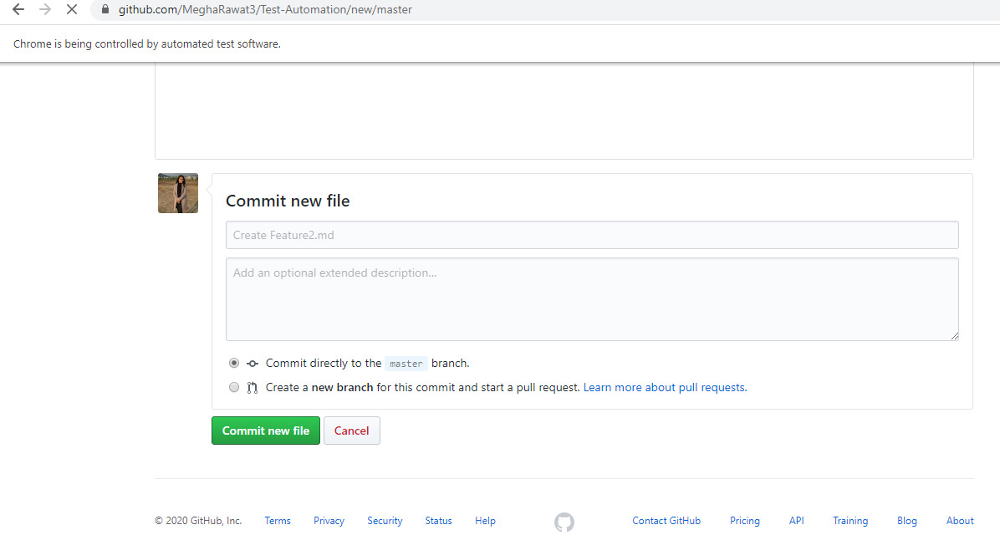 github.com/MeghaRawat3/Test-Automation/new/master
Chrome is being controlled by automated test software.
Commit new file
Create Feature2.md
Add an optional extended description...
Commit directly to the master branch.
Create a new branch for this commit and start a pull request. Learn more about pull requests.
Commit new file Cancel
© 2020 GitHub, Inc. Terms Privacy Security Status Help Contact GitHub Pricing API Training Blog About